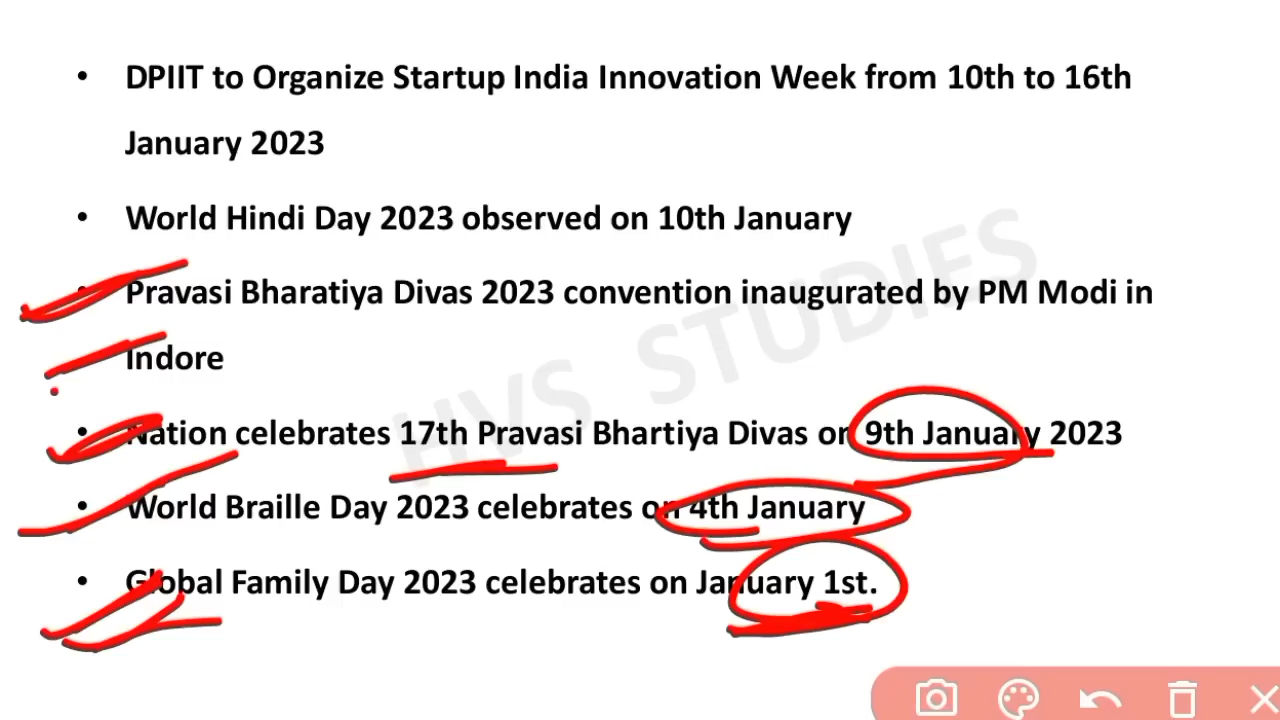 • DPIIT to Organize Startup India Innovation Week from 10th to 16th
January 2023
• World Hindi Day 2023 observed on 10th January
• Pravasi Bharatiya Divas 2023 convention inaugurated by PM Modi in
Indore
• Nation celebrates 17th Pravasi Bhartiya Divas on 9th January 2023
• World Braille Day 2023 celebrates on 4th January
• Global Family Day 2023 celebrates on January 1st.
HVS STUDIES